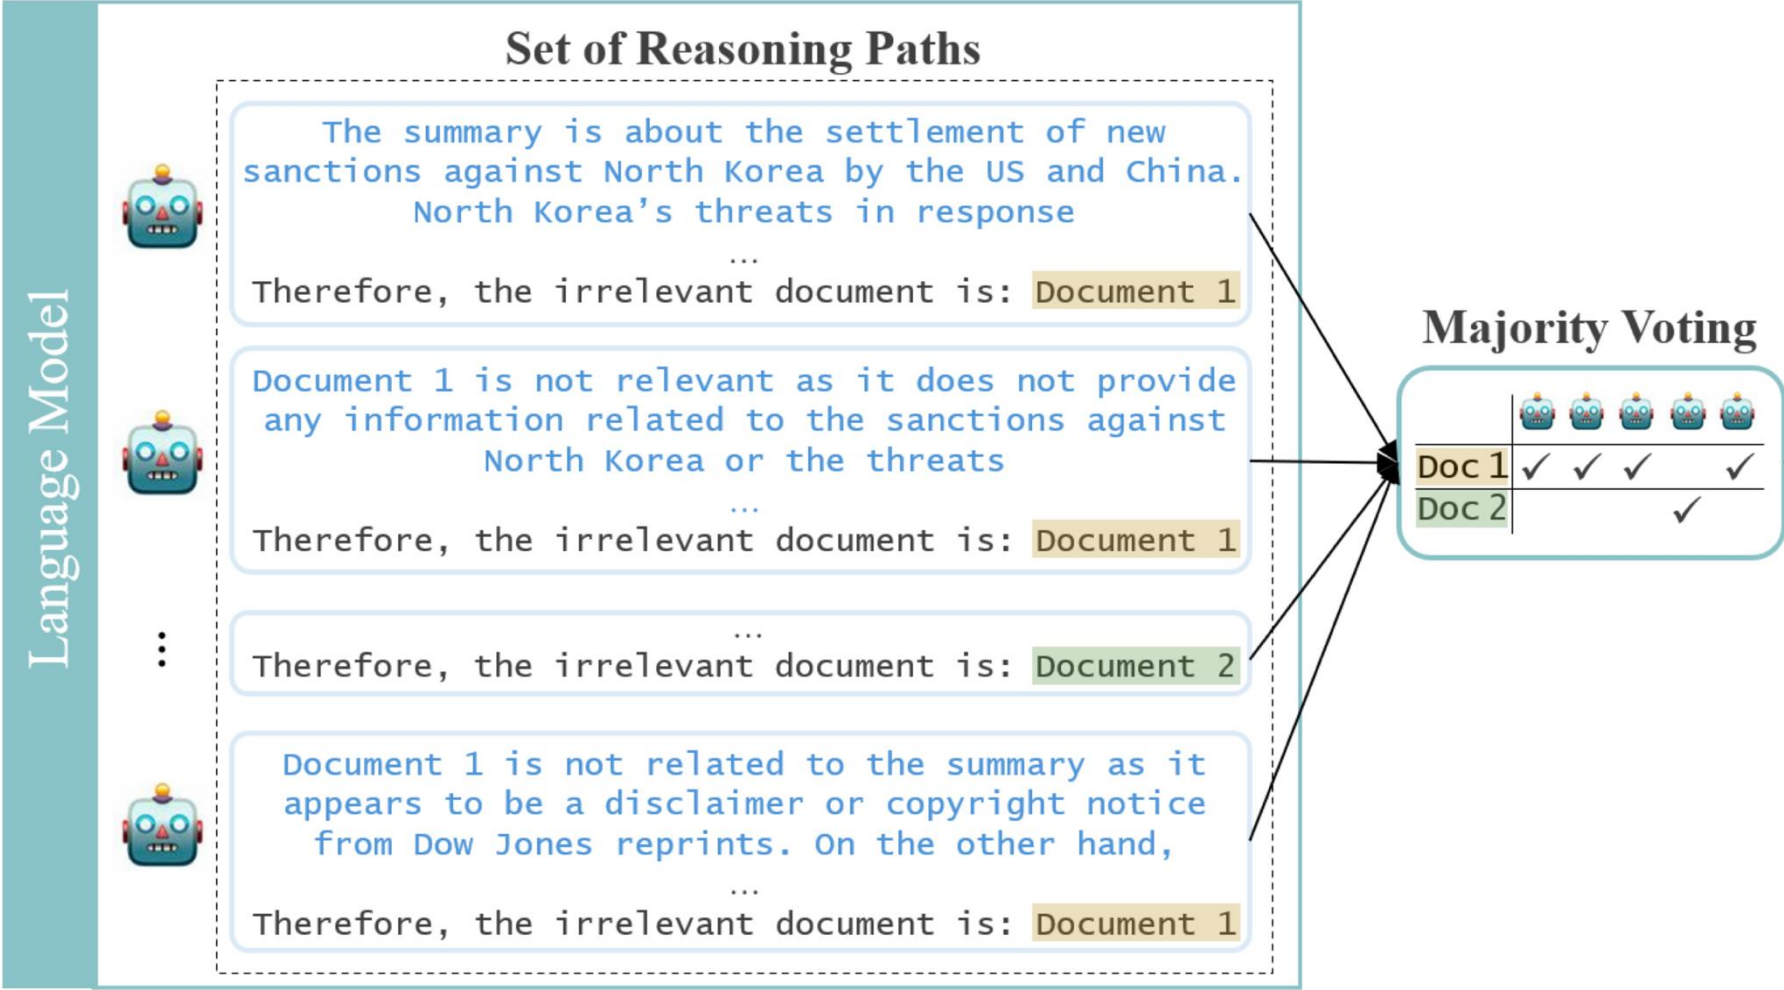 Language Model
Set of Reasoning Paths
The summary is about the settlement of new
sanctions against North Korea by the US and China.
North Korea’s threats in response
...
Therefore, the irrelevant document is: Document 1
Document 1 is not relevant as it does not provide
any information related to the sanctions against
North Korea or the threats
...
Therefore, the irrelevant document is: Document 1
...
Therefore, the irrelevant document is: Document 2
Document 1 is not related to the summary as it
appears to be a disclaimer or copyright notice
from Dow Jones reprints. On the other hand,
...
Therefore, the irrelevant document is: Document 1
Majority Voting
Doc 1 ✓ ✓ ✓ ✓
Doc 2 ✓